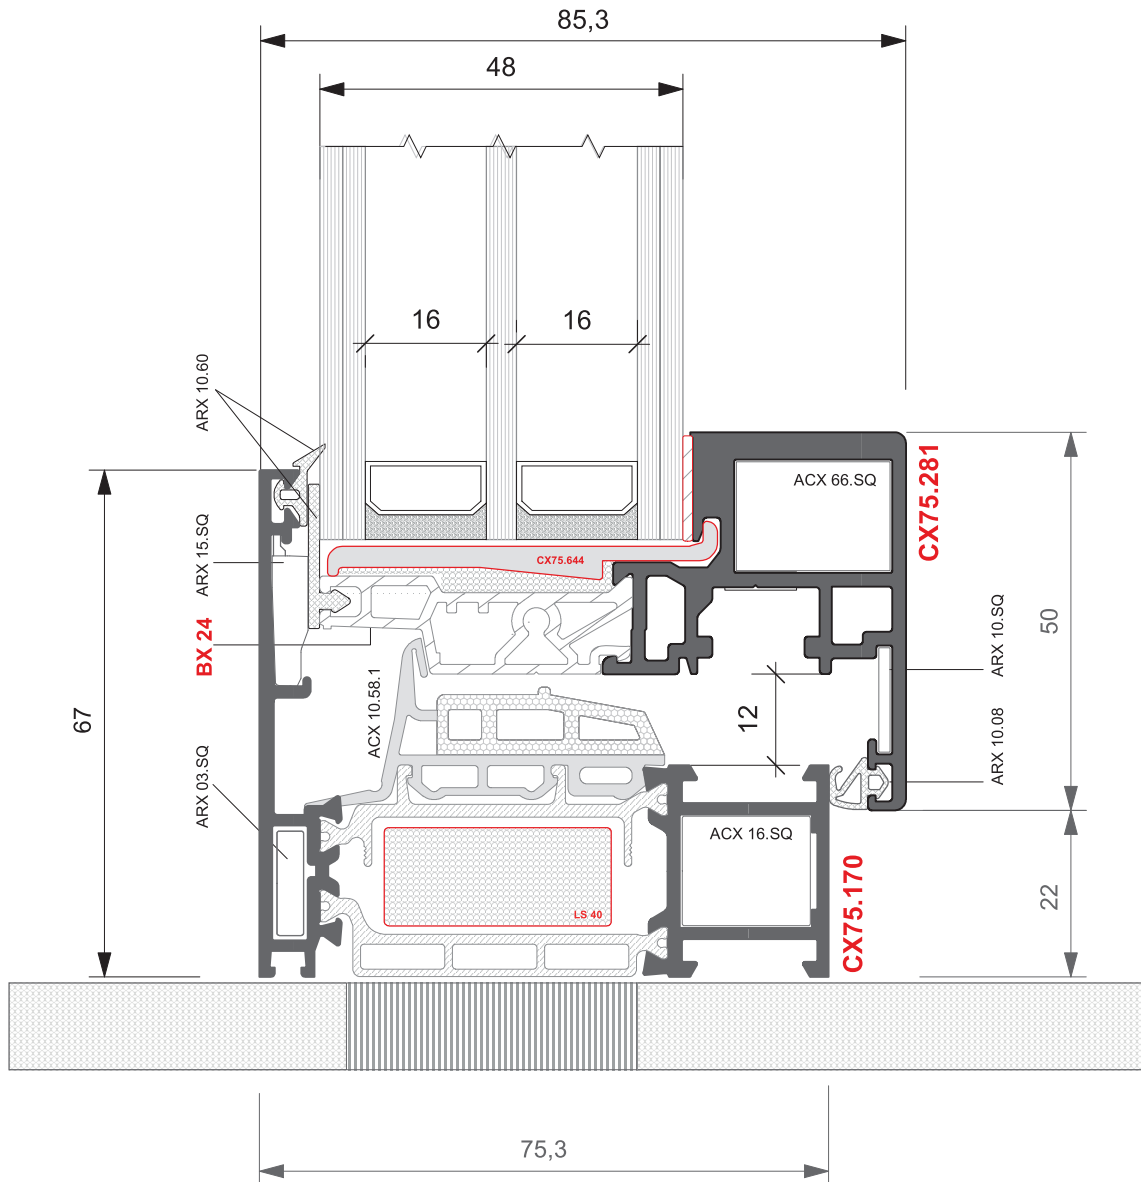 85,3
48
16
16
ARX 10.60
ACX 66.SQ
CX75.281
ARX 15.SQ
CX75.644
BX 24
50
ARX 10.SQ
ACX 10.58.1
67
12
ARX 10.08
ARX 03.SQ
ACX 16.SQ
LS 40
CX75.170
22
75,3